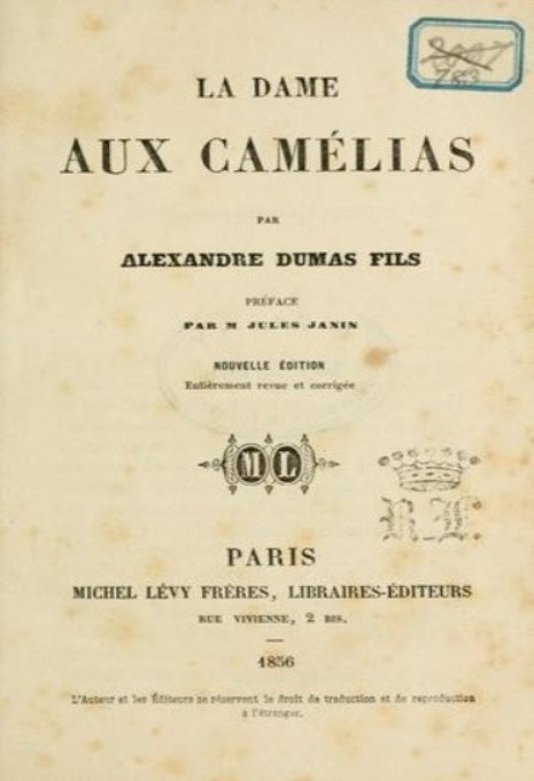 783
LA DAME
AUX CAMÉLIAS
PAR
ALEXANDRE DUMAS FILS
PRÉFACE
PAR M JULES JANIN
NOUVELLE ÉDITION
Entièrement revue et corrigée
M L
PARIS
MICHEL LÉVY FRÈRES, LIBRAIRES-ÉDITEURS
RUE VIVIENNE, 2 BIS.
1856
L'Auteur et les Éditeurs se réservent le droit de traduction et de reproduction
à l'étranger.